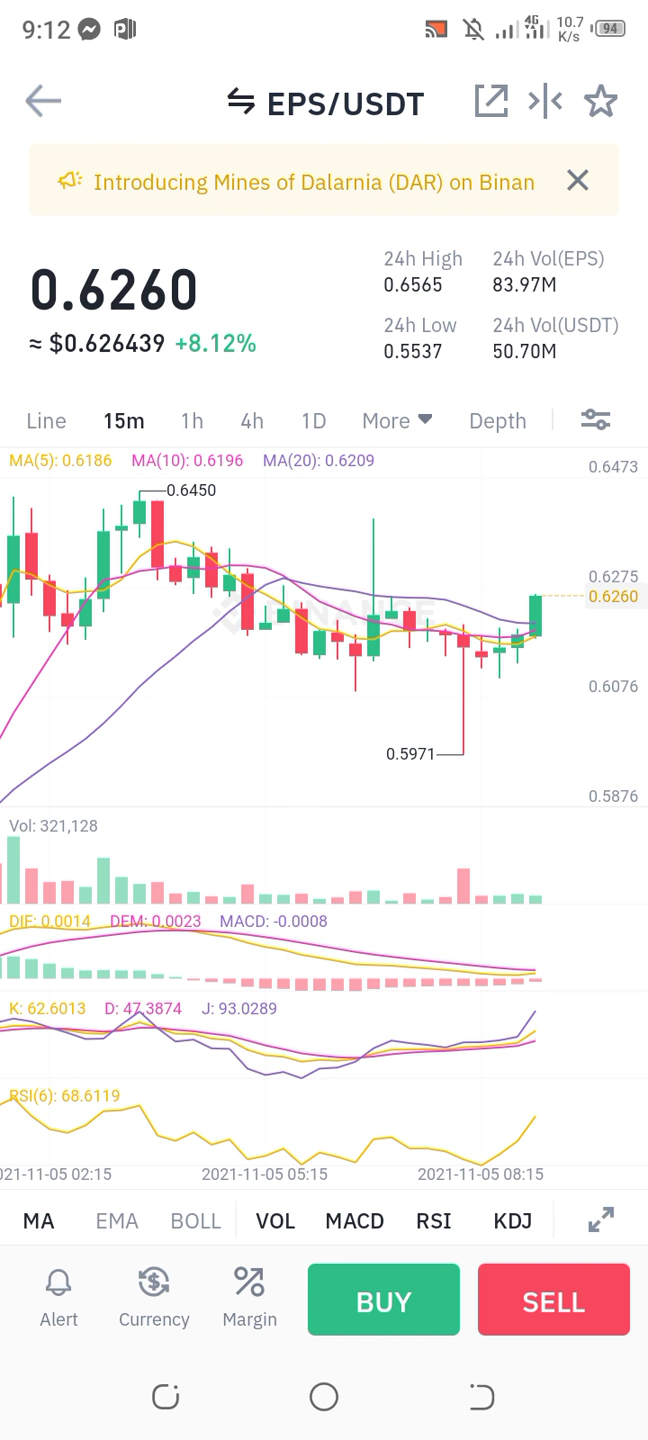 9:12 4G 10.7 K/s 94
EPS/USDT
Introducing Mines of Dalarnia (DAR) on Binan
0.6260
≈ $0.626439 +8.12%
24h High 24h Vol(EPS)
0.6565 83.97M
24h Low 24h Vol(USDT)
0.5537 50.70M
Line 15m 1h 4h 1D More Depth
MA(5): 0.6186 MA(10): 0.6196 MA(20): 0.6209
0.6473
0.6450
0.6275
0.6260
BINANCE
0.6076
0.5971
0.5876
Vol: 321,128
DIF: 0.0014 DEM: 0.0023 MACD: -0.0008
K: 62.6013 D: 47.3874 J: 93.0289
RSI(6): 68.6119
021-11-05 02:15 2021-11-05 05:15 2021-11-05 08:15
MA EMA BOLL VOL MACD RSI KDJ
Alert Currency Margin BUY SELL